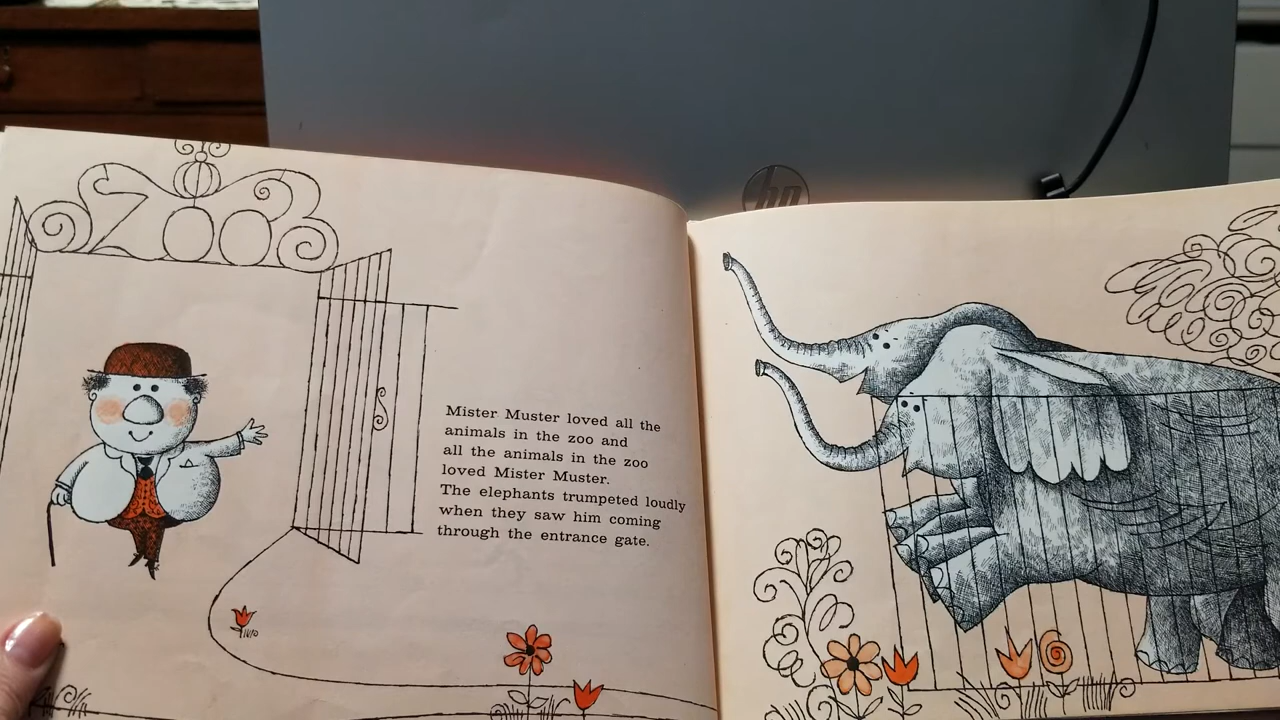 hp
ZOO
Mister Muster loved all the
animals in the zoo and
all the animals in the zoo
loved Mister Muster.
The elephants trumpeted loudly
when they saw him coming
through the entrance gate.